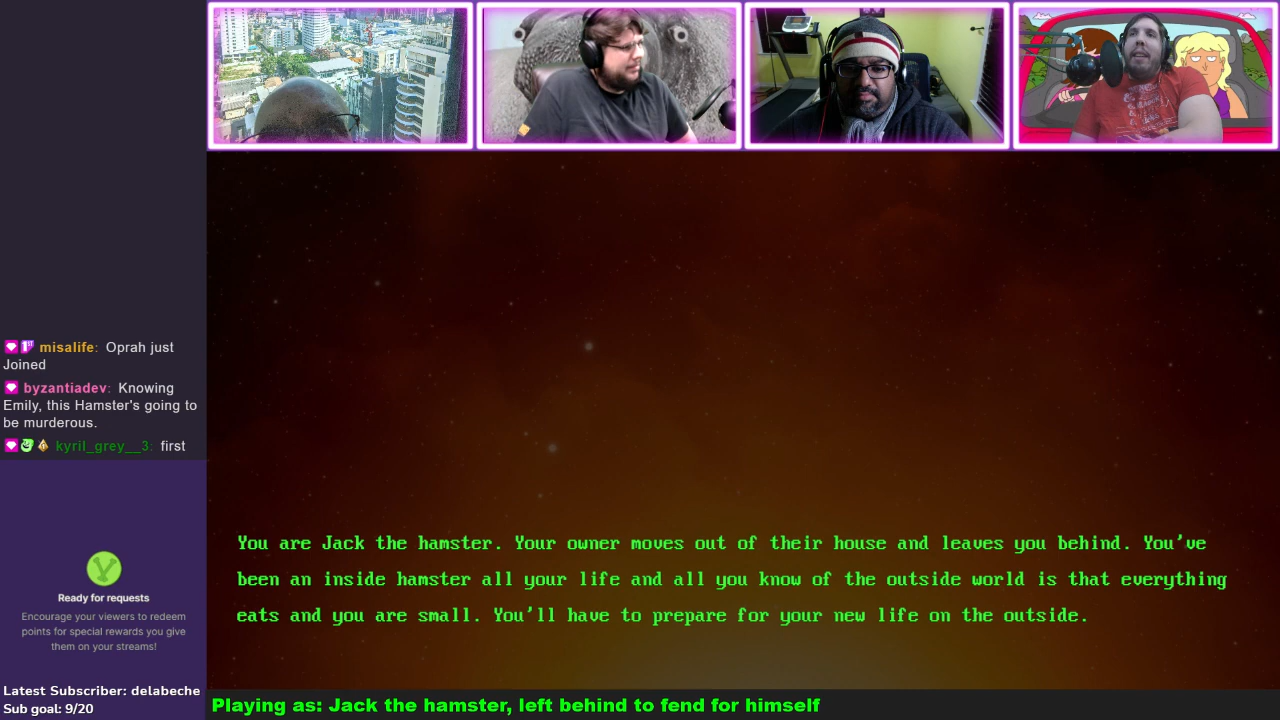 misalife: Oprah just
Joined
byzantiadev: Knowing
Emily, this Hamster's going to
be murderous.
kyril_grey__3: first
Ready for requests
Encourage your viewers to redeem
points for special rewards you give
them on your streams!
Latest Subscriber: delabeche
Sub goal: 9/20
You are Jack the hamster. Your owner moves out of their house and leaves you behind. You've
been an inside hamster all your life and all you know of the outside world is that everything
eats and you are small. You'll have to prepare for your new life on the outside.
Playing as: Jack the hamster, left behind to fend for himself